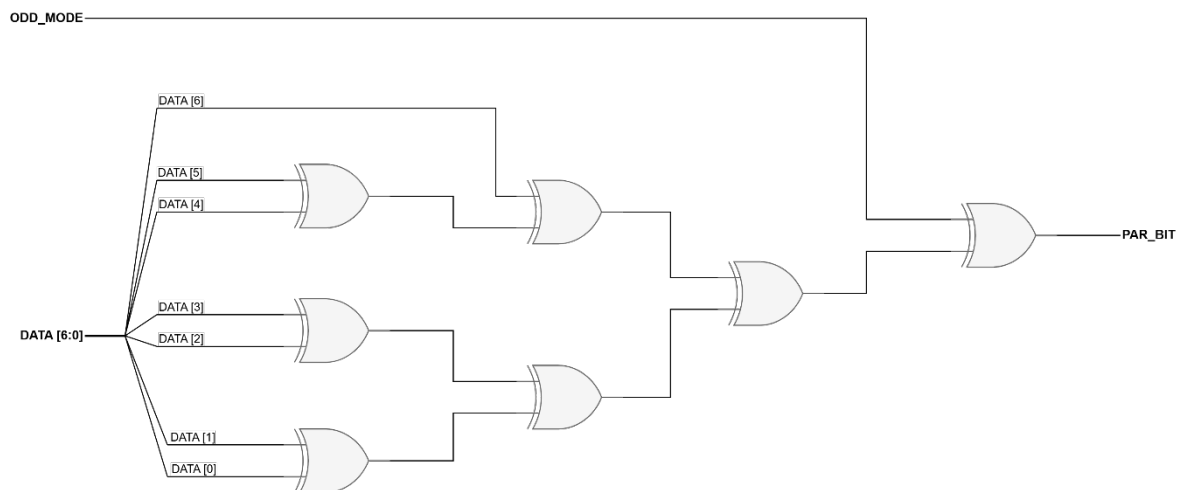 ODD_MODE
DATA [6]
DATA [5]
DATA [4]
DATA [3]
DATA [2]
DATA [1]
DATA [0]
DATA [6:0]
PAR_BIT